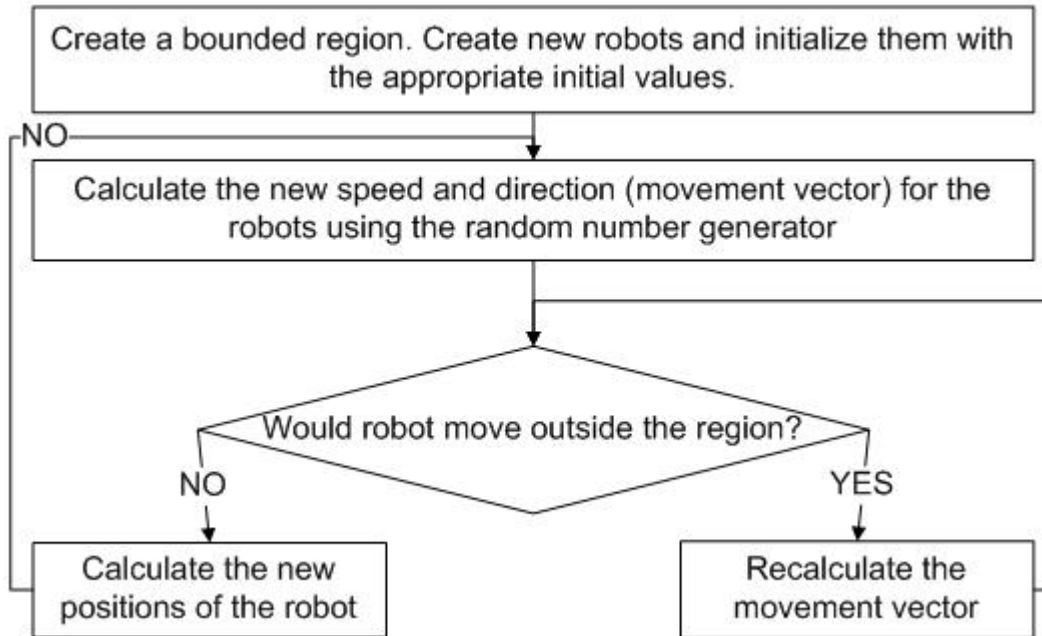 Create a bounded region. Create new robots and initialize them with
the appropriate initial values.
NO
Calculate the new speed and direction (movement vector) for the
robots using the random number generator
Would robot move outside the region?
NO
YES
Calculate the new
positions of the robot
Recalculate the
movement vector